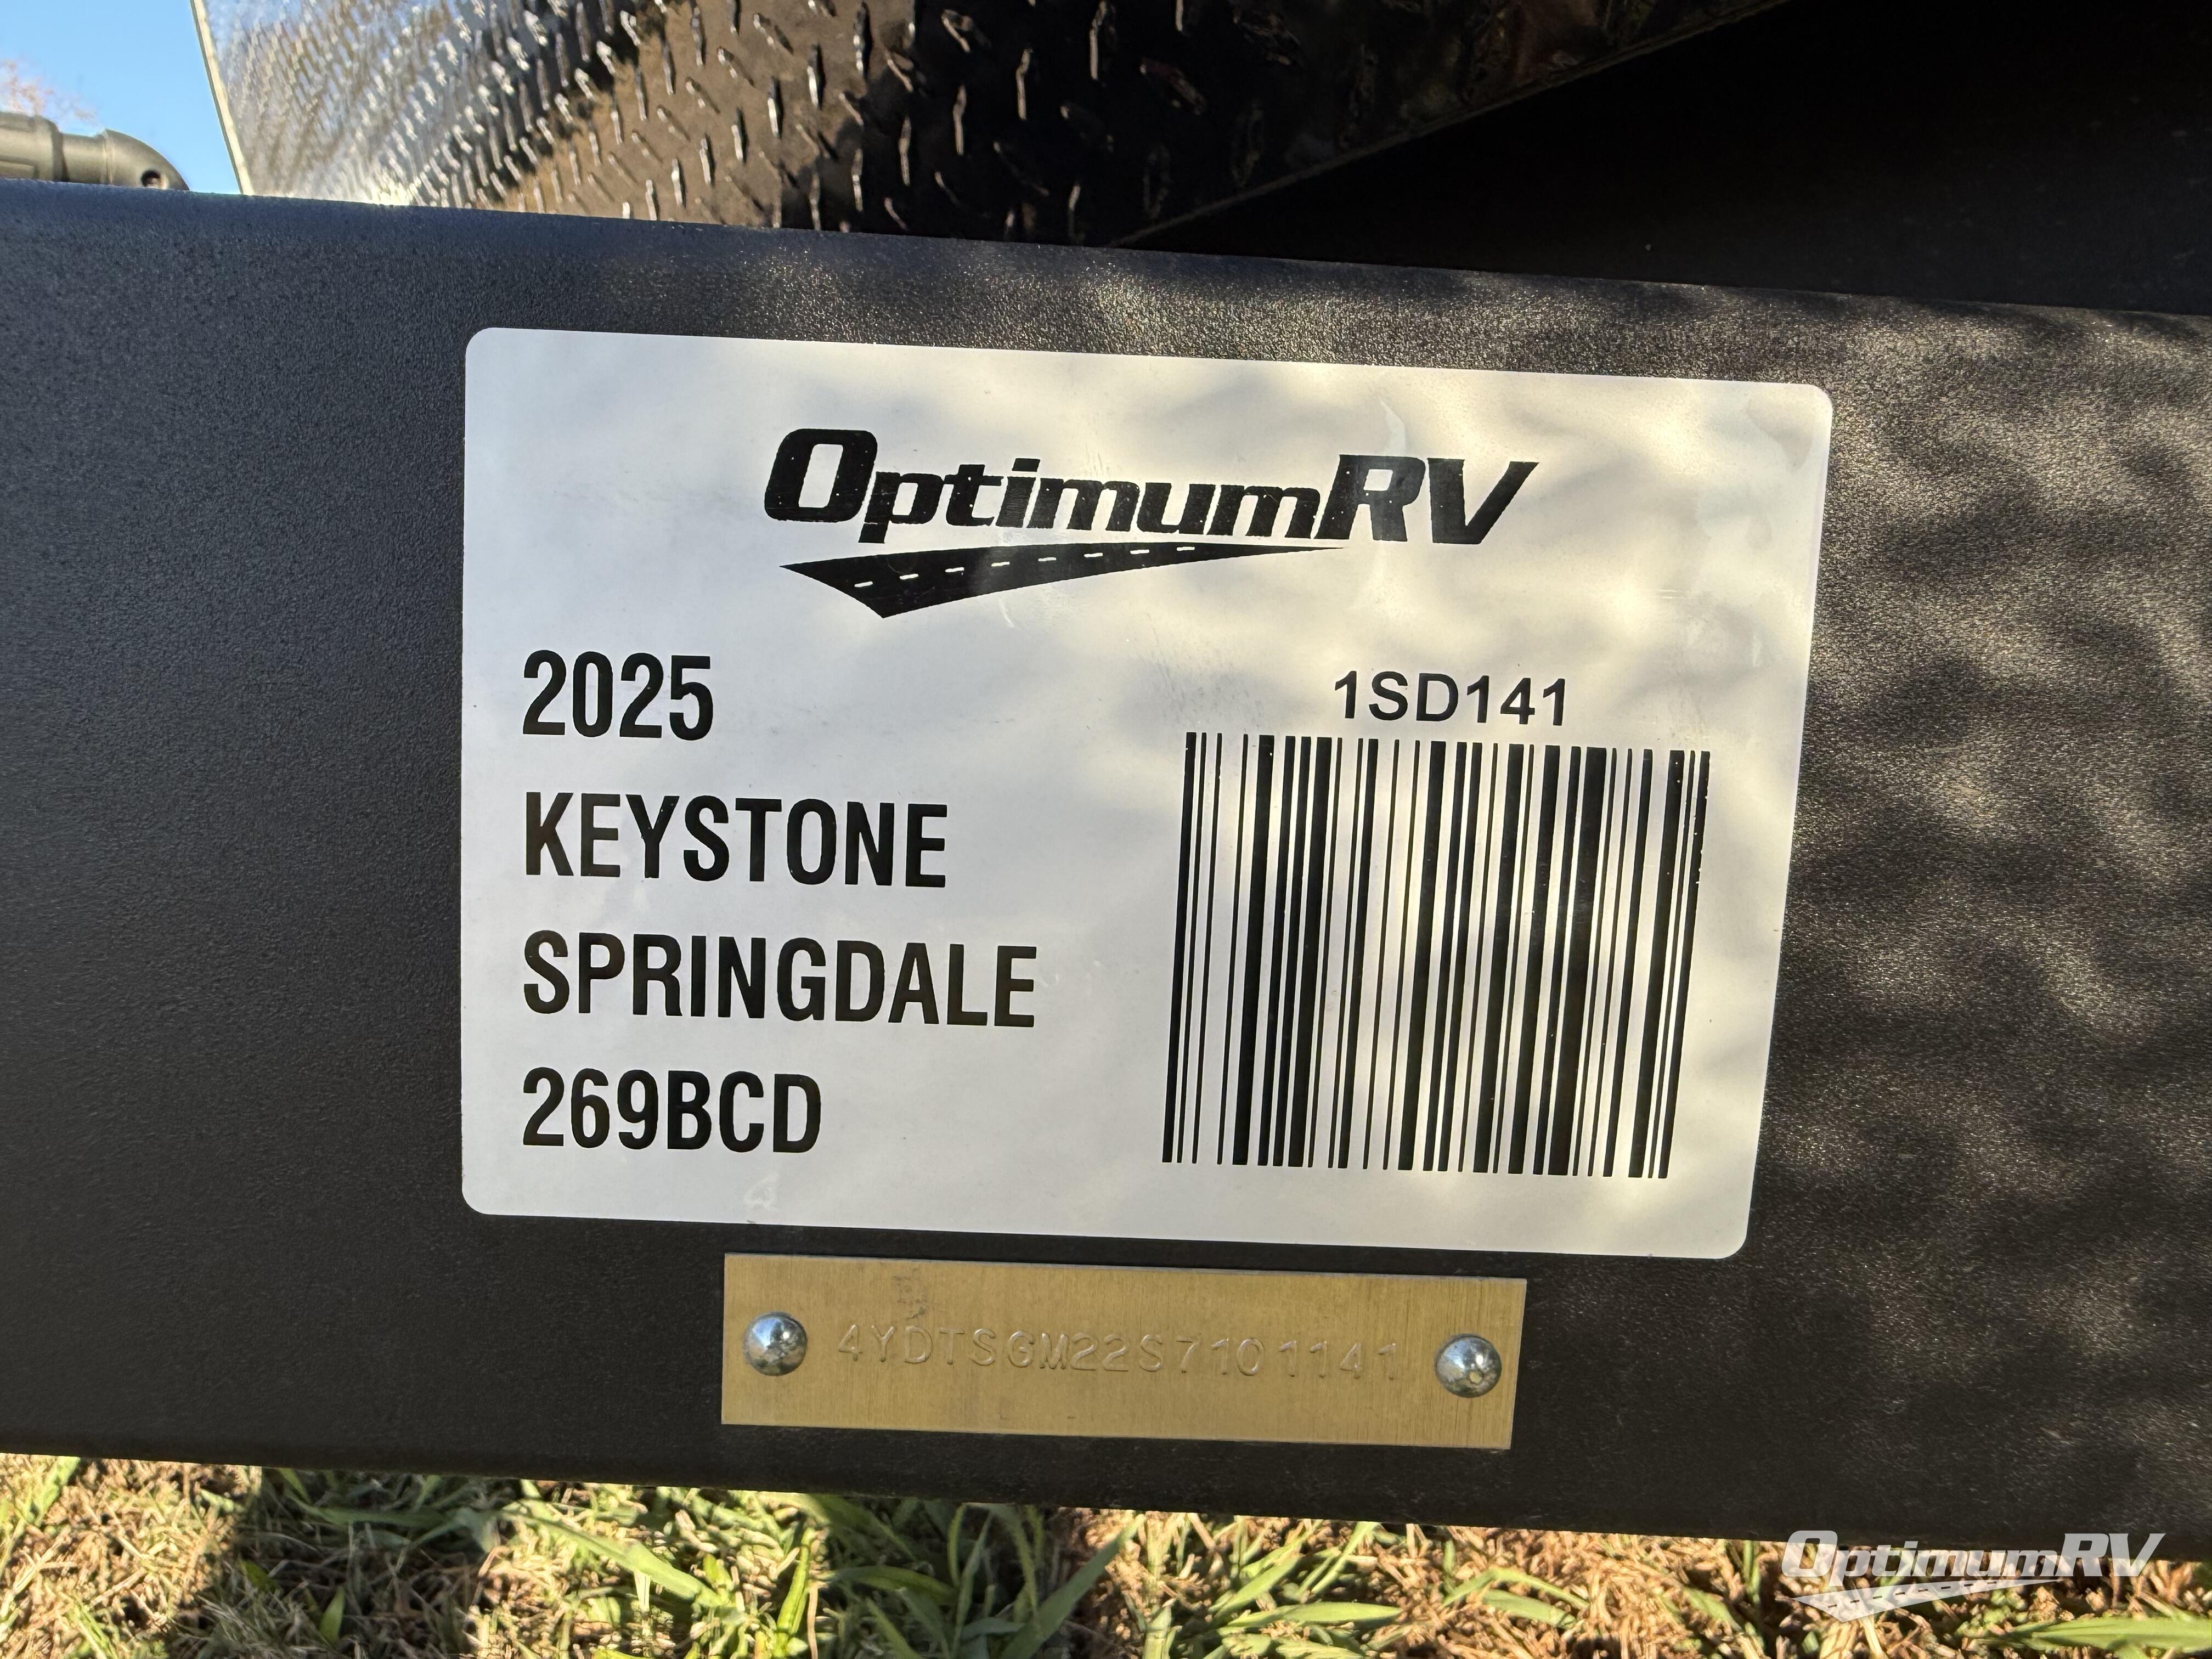 OptimumRV
2025
1SD141
KEYSTONE
SPRINGDALE
269BCD
4YDTSGM22S7101141
OptimumRV